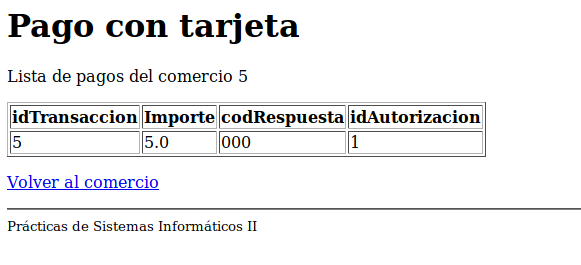 Pago con tarjeta
Lista de pagos del comercio 5
idTransaccion Importe codRespuesta idAutorizacion
5 5.0 000 1
Volver al comercio
Prácticas de Sistemas Informáticos II